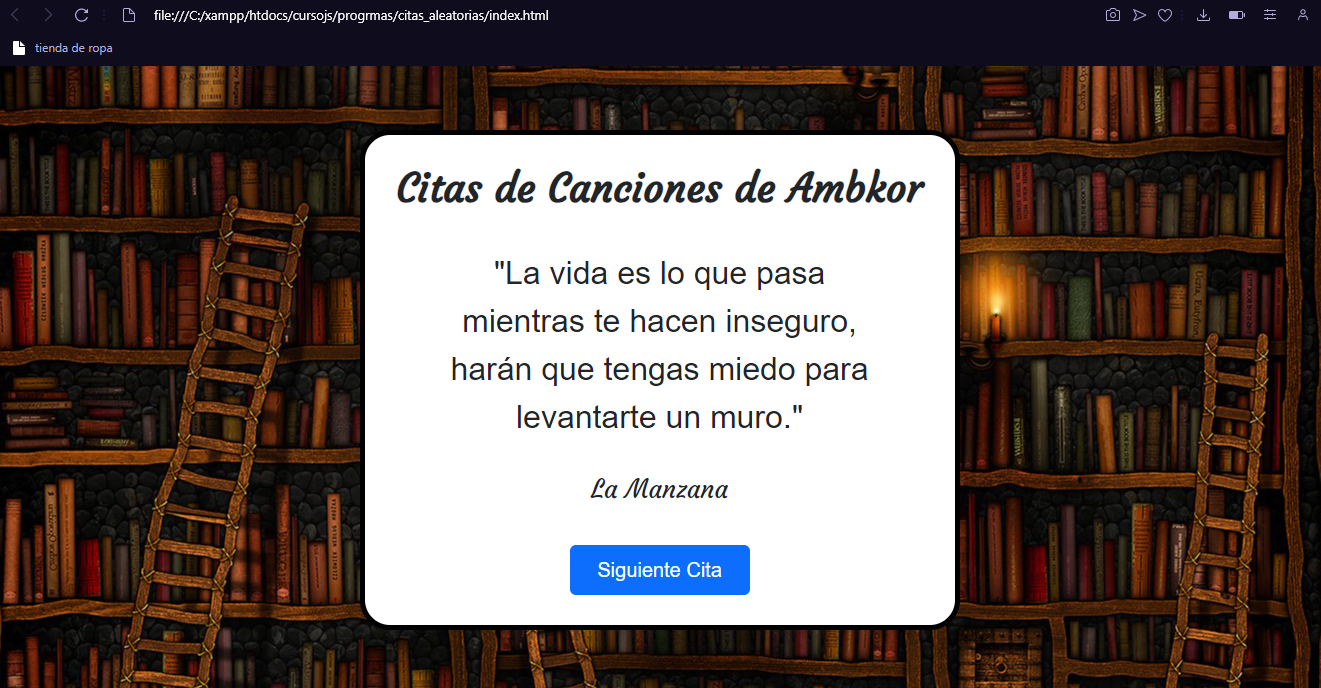 file:///C:/xampp/htdocs/cursojs/progrmas/citas_aleatorias/index.html
tienda de ropa
Citas de Canciones de Ambkor
"La vida es lo que pasa
mientras te hacen inseguro,
harán que tengas miedo para
levantarte un muro."
La Manzana
Siguiente Cita